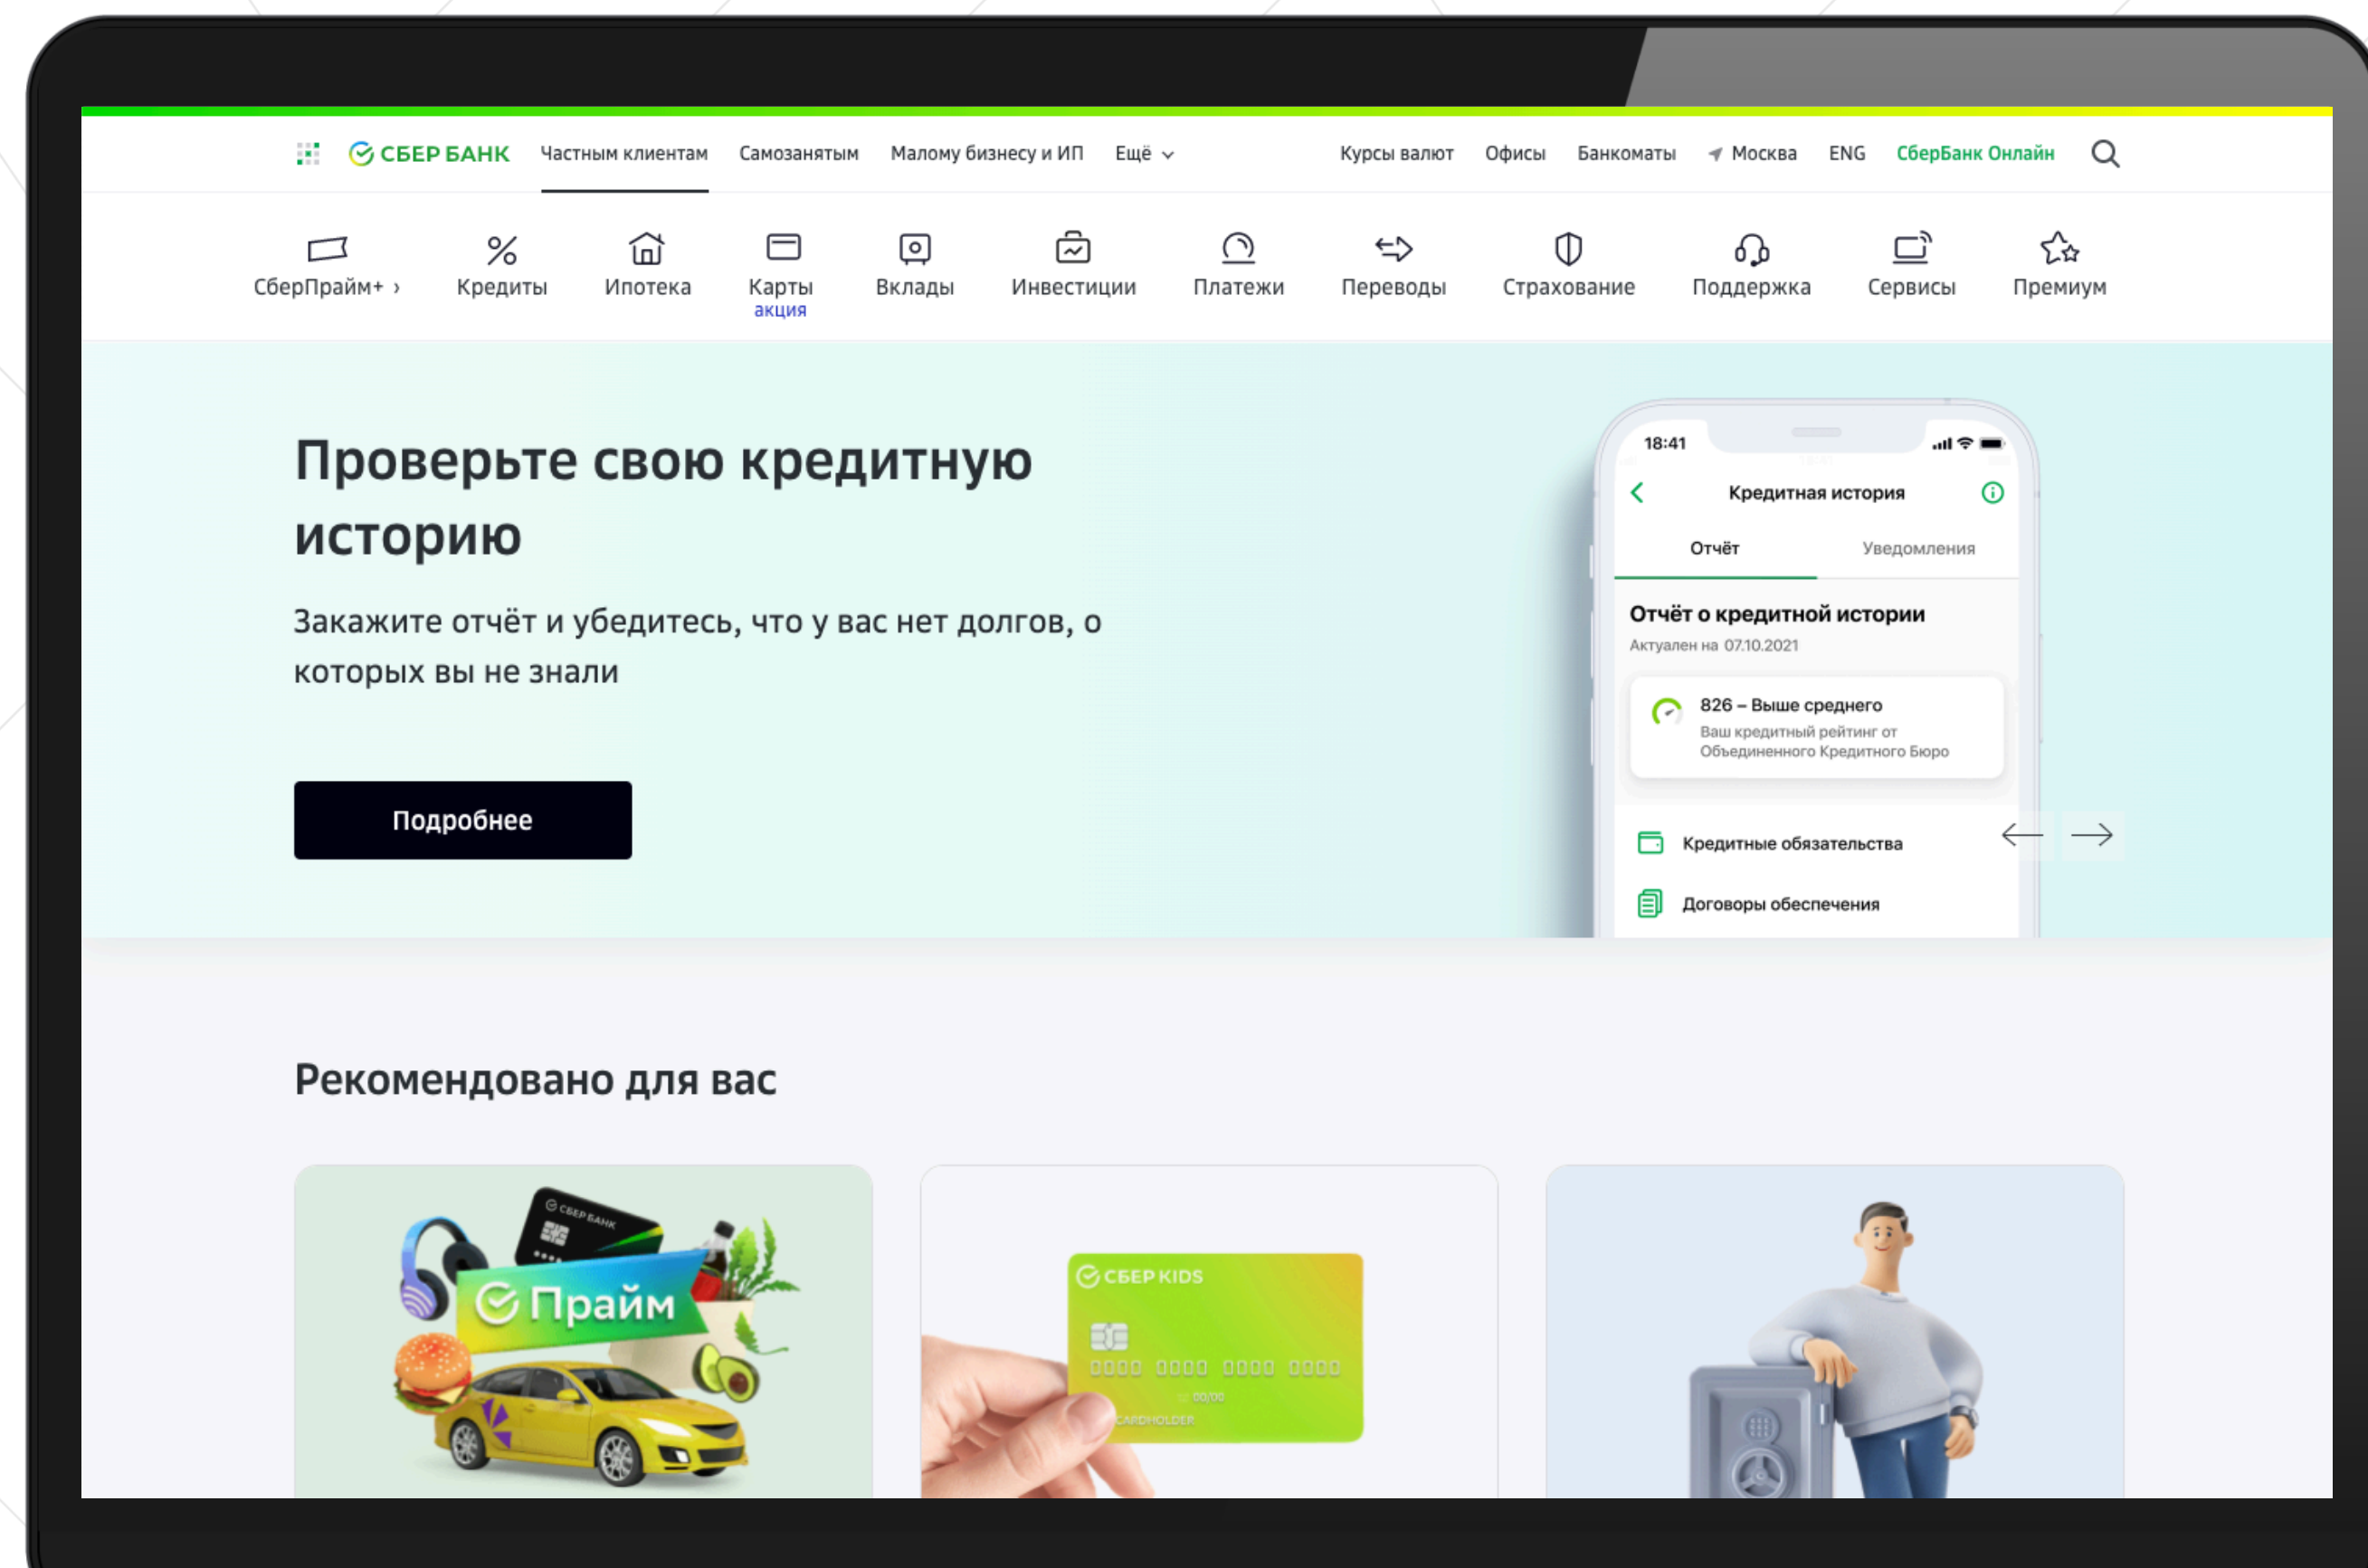 СБЕР БАНК Частным клиентам Самозанятым Малому бизнесу и ИП Ещё Курсы валют Офисы Банкоматы Москва ENG СберБанк Онлайн
СберПрайм+ › Кредиты Ипотека Карты Вклады Инвестиции Платежи Переводы Страхование Поддержка Сервисы Премиум
акция
Проверьте свою кредитную
историю
Закажите отчёт и убедитесь, что у вас нет долгов, о
которых вы не знали
Подробнее
18:41
Кредитная история
Отчёт Уведомления
Отчёт о кредитной истории
Актуален на 07.10.2021
826 – Выше среднего
Ваш кредитный рейтинг от
Объединенного Кредитного Бюро
Кредитные обязательства
Договоры обеспечения
Рекомендовано для вас
СБЕР БАНК
Прайм
СБЕР KIDS
0000 0000 0000 0000
00/00
CARDHOLDER